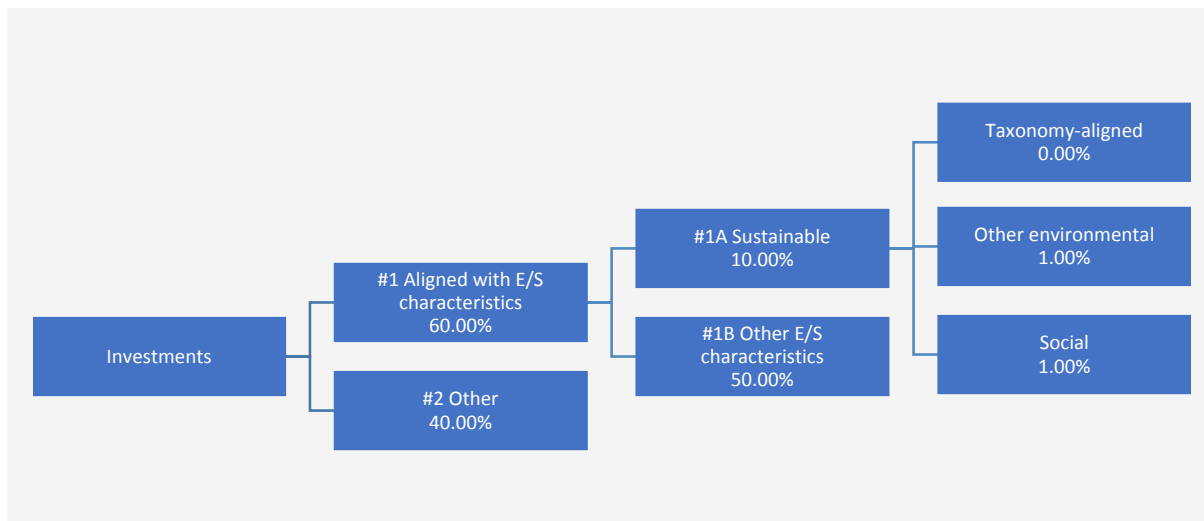 Investments
#1 Aligned with E/S
characteristics
60.00%
#2 Other
40.00%
#1A Sustainable
10.00%
#1B Other E/S
characteristics
50.00%
Taxonomy-aligned
0.00%
Other environmental
1.00%
Social
1.00%